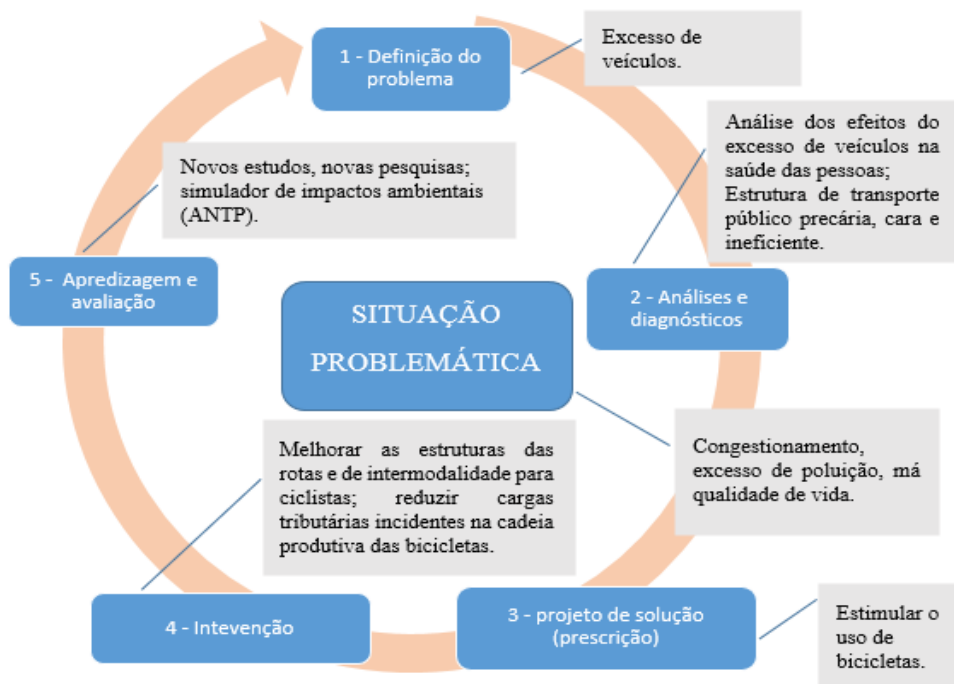 1 - Definição do
problema
Excesso de
veículos.
Análise dos efeitos do
excesso de veículos na
saúde das pessoas;
Estrutura de transporte
público precária, cara e
ineficiente.
2 - Análises e
diagnósticos
Novos estudos, novas pesquisas;
simulador de impactos ambientais
(ANTP).
5 - Apredizagem e
avaliação
SITUAÇÃO
PROBLEMÁTICA
Congestionamento,
excesso de poluição, má
qualidade de vida.
Melhorar as estruturas das
rotas e de intermodalidade para
ciclistas; reduzir cargas
tributárias incidentes na cadeia
produtiva das bicicletas.
3 - projeto de solução
(prescrição)
Estimular o
uso de
bicicletas.
4 - Intevenção